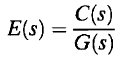 E(s) = C(s)/G(s)